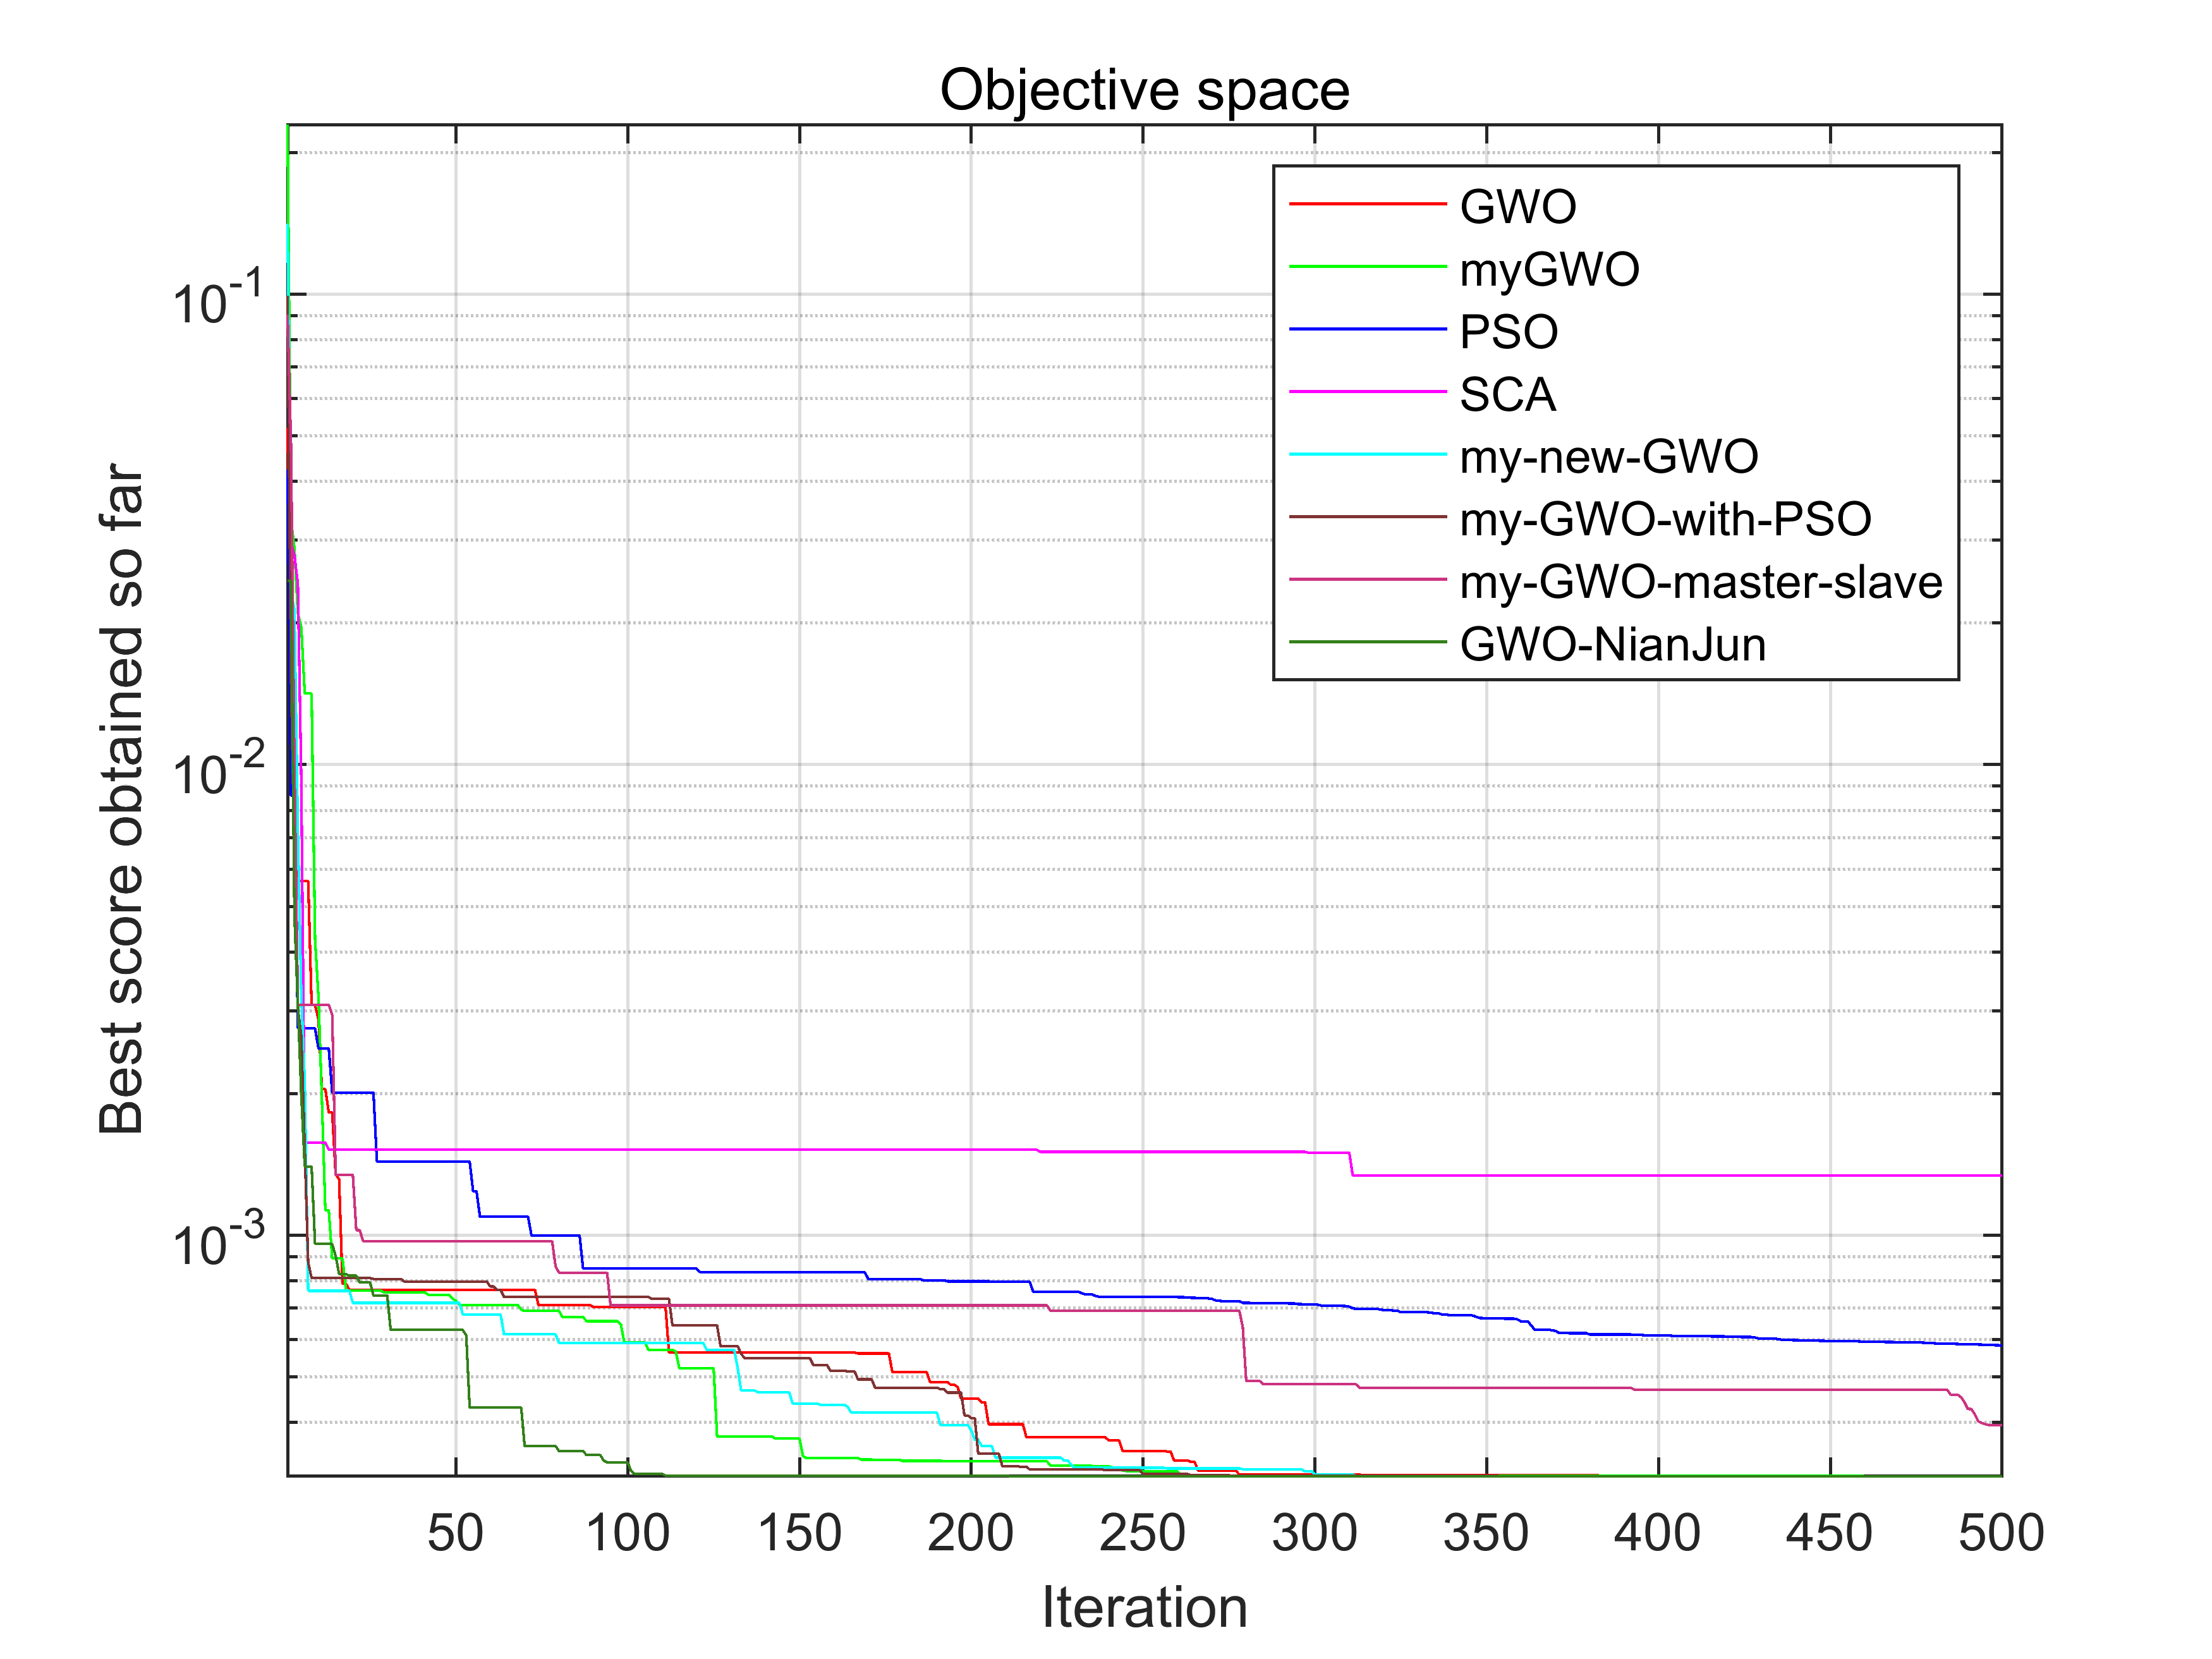 Objective space
Best score obtained so far
10^-1
10^-2
10^-3
GWO
myGWO
PSO
SCA
my-new-GWO
my-GWO-with-PSO
my-GWO-master-slave
GWO-NianJun
50 100 150 200 250 300 350 400 450 500
Iteration